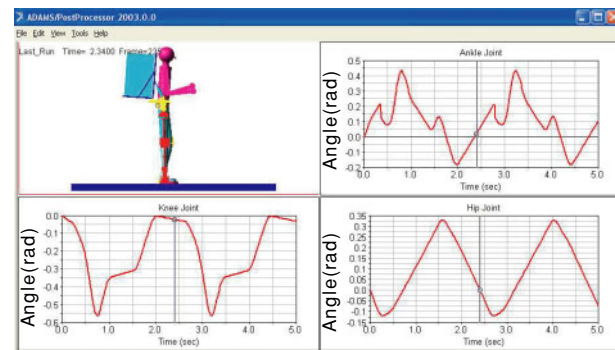 ADAMS/PostProcessor 2003.0.0
File Edit View Tools Help
Last_Run Time= 2.3400 Frame=235
Ankle Joint
Angle(rad)
0.5
0.4
0.3
0.2
0.1
0.0
-0.1
-0.2
0.0 1.0 2.0 3.0 4.0 5.0
Time (sec)
Knee Joint
Angle(rad)
0.0
-0.1
-0.2
-0.3
-0.4
-0.5
-0.6
0.0 1.0 2.0 3.0 4.0 5.0
Time (sec)
Hip Joint
Angle(rad)
0.35
0.3
0.25
0.2
0.15
0.1
0.05
0.0
-0.05
-0.1
-0.15
0.0 1.0 2.0 3.0 4.0 5.0
Time (sec)